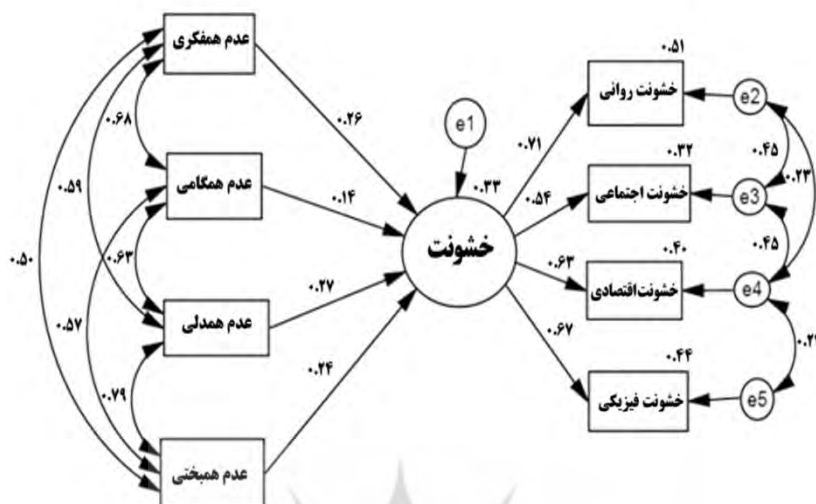 عدم همفکری
عدم همگامی
عدم همدلی
عدم همبختی
۰.۶۸
۰.۵۹
۰.۶۳
۰.۵۰
۰.۵۷
۰.۷۹
۰.۲۶
۰.۱۴
۰.۲۷
۰.۲۴
e1
۰.۳۳
خشونت
۰.۷۱
۰.۵۴
۰.۶۳
۰.۶۷
۰.۵۱
خشونت روانی
۰.۳۲
خشونت اجتماعی
۰.۴۰
خشونت اقتصادی
۰.۴۴
خشونت فیزیکی
e2
e3
e4
e5
۰.۴۵
۰.۲۳
۰.۴۵